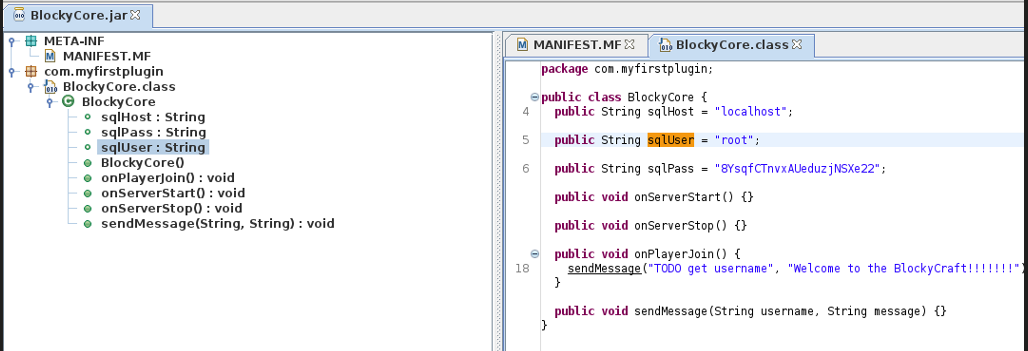 BlockyCore.jar
META-INF
MANIFEST.MF
com.myfirstplugin
BlockyCore.class
BlockyCore
sqlHost : String
sqlPass : String
sqlUser : String
BlockyCore()
onPlayerJoin() : void
onServerStart() : void
onServerStop() : void
sendMessage(String, String) : void
MANIFEST.MF
BlockyCore.class
package com.myfirstplugin;
public class BlockyCore {
4 public String sqlHost = "localhost";
5 public String sqlUser = "root";
6 public String sqlPass = "8YsqfCTnvxAUeduzjNSXe22";
public void onServerStart() {}
public void onServerStop() {}
public void onPlayerJoin() {
18 sendMessage("TODO get username", "Welcome to the BlockyCraft!!!!!!!")
}
public void sendMessage(String username, String message) {}
}